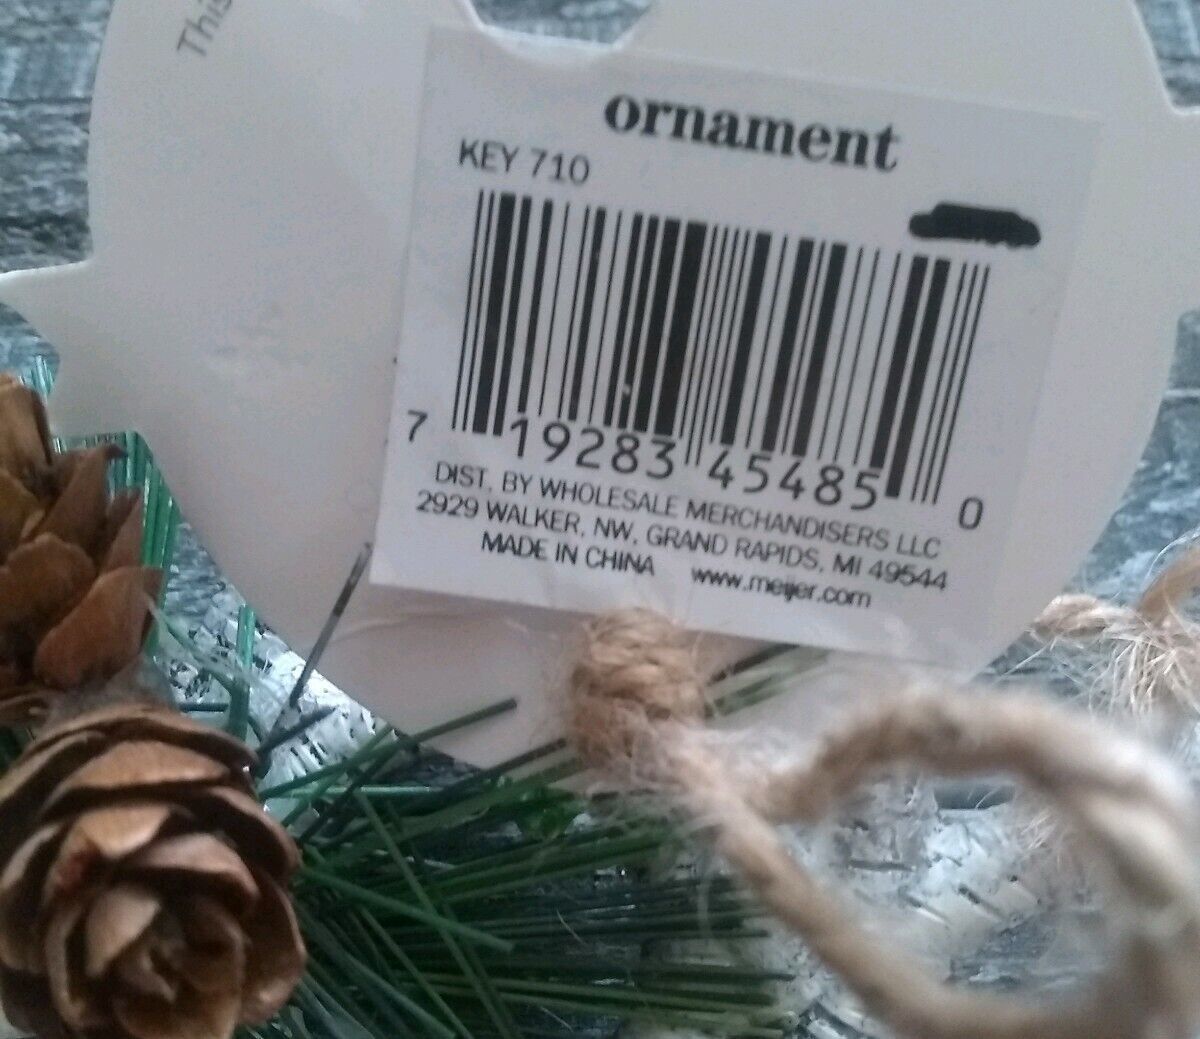 This
ornament
KEY 710
7 19283 45485 0
DIST. BY WHOLESALE MERCHANDISERS LLC
2929 WALKER, NW, GRAND RAPIDS, MI 49544
MADE IN CHINA www.meijer.com